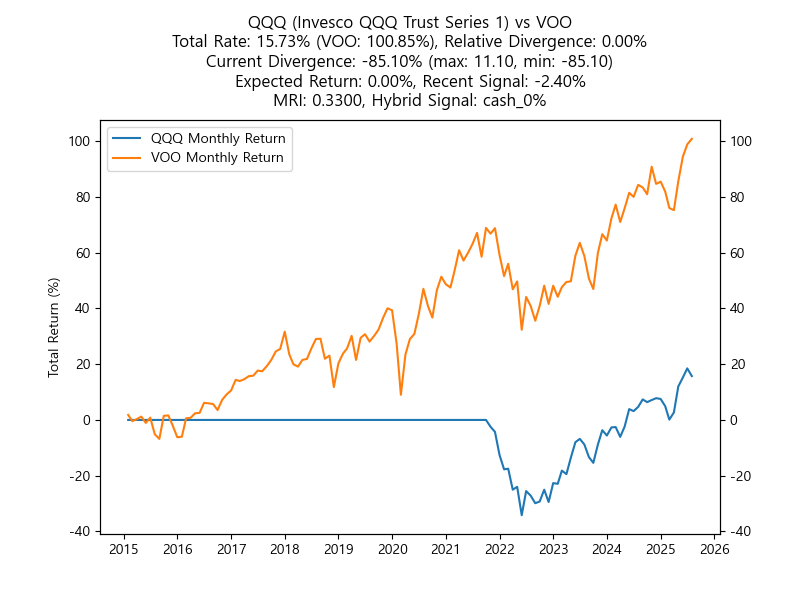 QQQ (Invesco QQQ Trust Series 1) vs VOO
Total Rate: 15.73% (VOO: 100.85%), Relative Divergence: 0.00%
Current Divergence: -85.10% (max: 11.10, min: -85.10)
Expected Return: 0.00%, Recent Signal: -2.40%
MRI: 0.3300, Hybrid Signal: cash_0%
QQQ Monthly Return
VOO Monthly Return
Total Return (%)
100
80
60
40
20
0
-20
-40
100
80
60
40
20
0
-20
-40
2015 2016 2017 2018 2019 2020 2021 2022 2023 2024 2025 2026